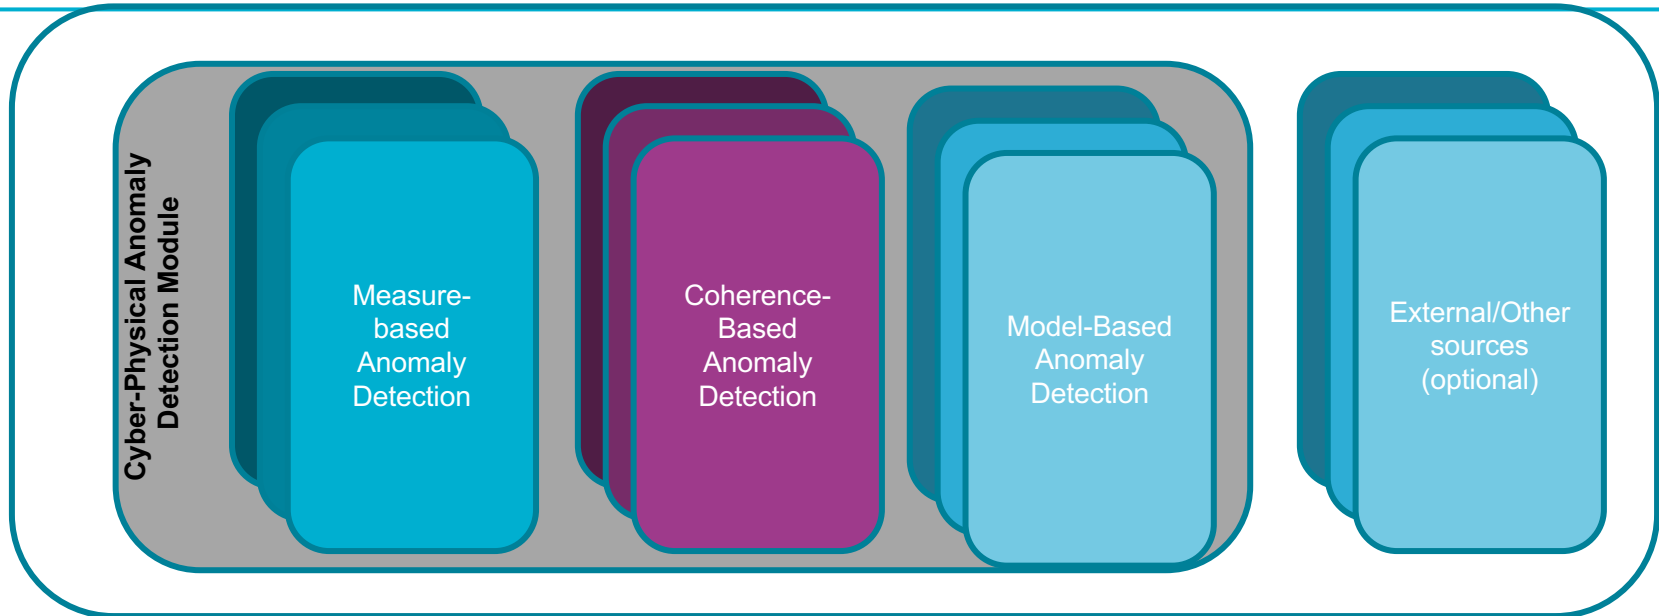 Cyber-Physical Anomaly
Detection Module
Measure-
based
Anomaly
Detection
Coherence-
Based
Anomaly
Detection
Model-Based
Anomaly
Detection
External/Other
sources
(optional)